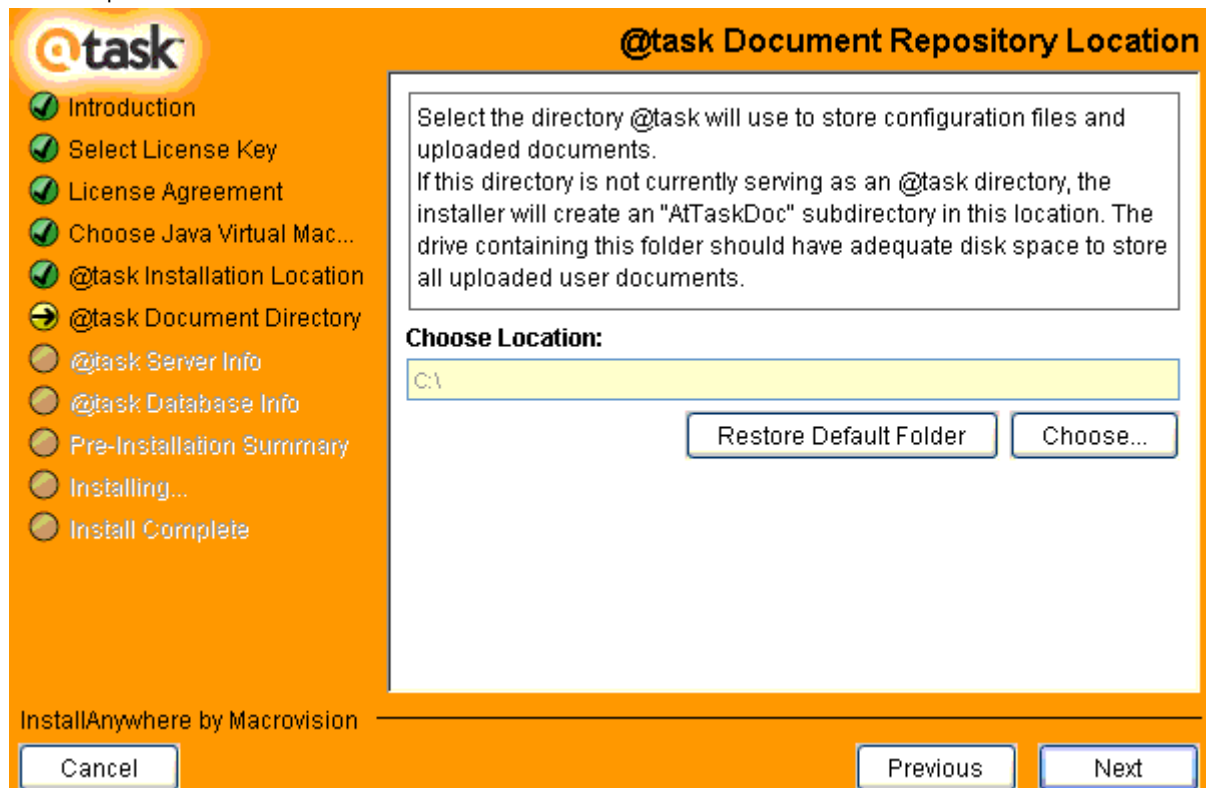 @task
@task Document Repository Location
Introduction
Select License Key
License Agreement
Choose Java Virtual Mac...
@task Installation Location
@task Document Directory
@task Server Info
@task Database Info
Pre-Installation Summary
Installing...
Install Complete
Select the directory @task will use to store configuration files and
uploaded documents.
If this directory is not currently serving as an @task directory, the
installer will create an "AtTaskDoc" subdirectory in this location. The
drive containing this folder should have adequate disk space to store
all uploaded user documents.
Choose Location:
C:\
Restore Default Folder
Choose...
InstallAnywhere by Macrovision
Cancel
Previous
Next